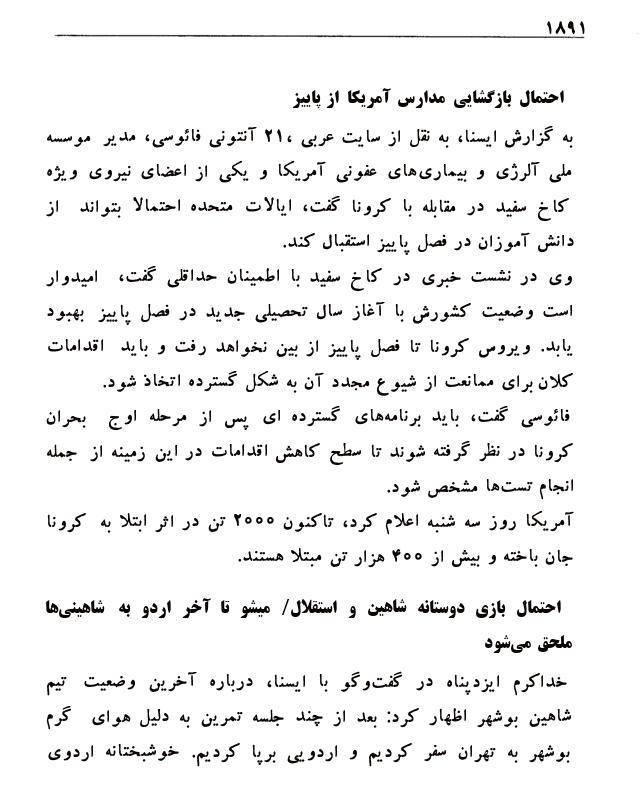 ۱۸۹۱
احتمال بازگشایی مدارس آمریکا از پاییز
به گزارش ایسنا، به نقل از سایت عربی ۲۱، آنتونی فائوسی، مدیر موسسه
ملی آلرژی و بیماری‌های عفونی آمریکا و یکی از اعضای نیروی ویژه
کاخ سفید در مقابله با کرونا گفت، ایالات متحده احتمالا بتواند از
دانش آموزان در فصل پاییز استقبال کند.
وی در نشست خبری در کاخ سفید با اطمینان حداقلی گفت، امیدوار
است وضعیت کشورش با آغاز سال تحصیلی جدید در فصل پاییز بهبود
یابد. ویروس کرونا تا فصل پاییز از بین نخواهد رفت و باید اقدامات
کلان برای ممانعت از شیوع مجدد آن به شکل گسترده اتخاذ شود.
فائوسی گفت، باید برنامه‌های گسترده ای پس از مرحله اوج بحران
کرونا در نظر گرفته شوند تا سطح کاهش اقدامات در این زمینه از جمله
انجام تست‌ها مشخص شود.
آمریکا روز سه شنبه اعلام کرد، تاکنون ۲۰۰۰ تن در اثر ابتلا به کرونا
جان باخته و بیش از ۴۰۰ هزار تن مبتلا هستند.
احتمال بازی دوستانه شاهین و استقلال/ میشو تا آخر اردو به شاهینی‌ها
ملحق می‌شود
خداکرم ایزدپناه در گفت‌وگو با ایسنا، درباره آخرین وضعیت تیم
شاهین بوشهر اظهار کرد: بعد از چند جلسه تمرین به دلیل هوای گرم
بوشهر به تهران سفر کردیم و اردویی برپا کردیم. خوشبختانه اردوی